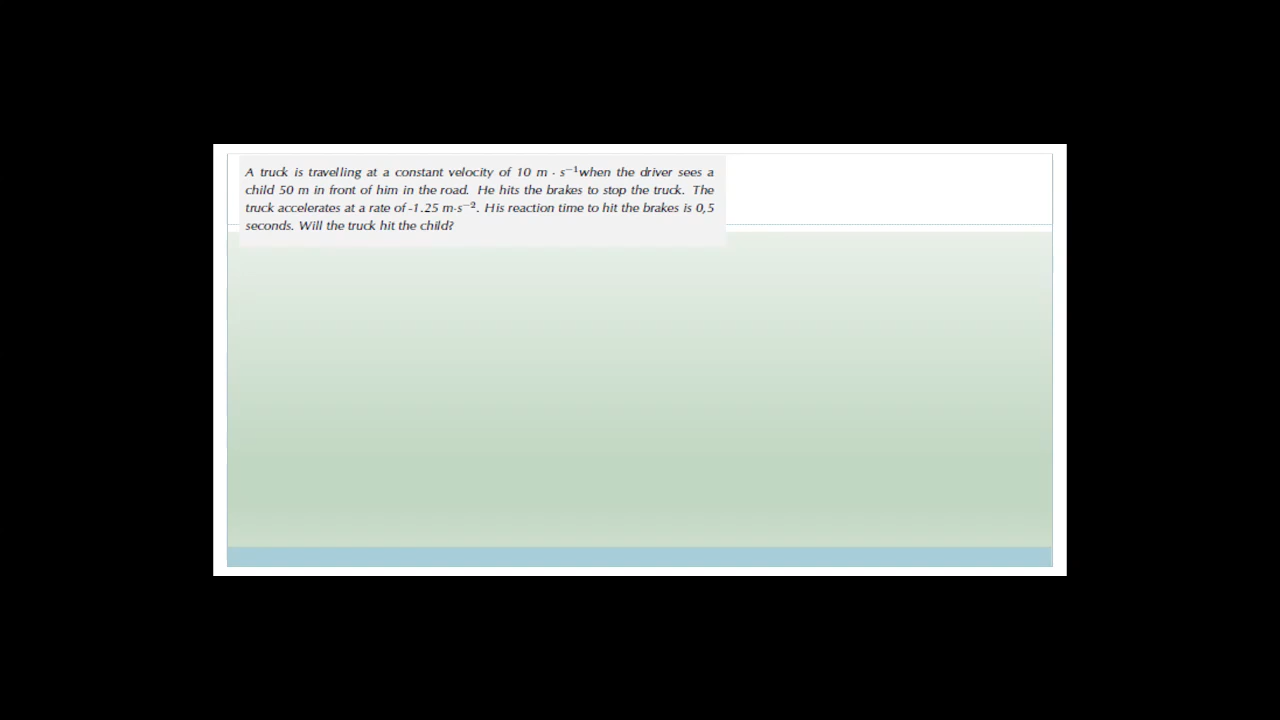 A truck is travelling at a constant velocity of 10 m · s⁻¹when the driver sees a
child 50 m in front of him in the road. He hits the brakes to stop the truck. The
truck accelerates at a rate of -1.25 m·s⁻². His reaction time to hit the brakes is 0,5
seconds. Will the truck hit the child?